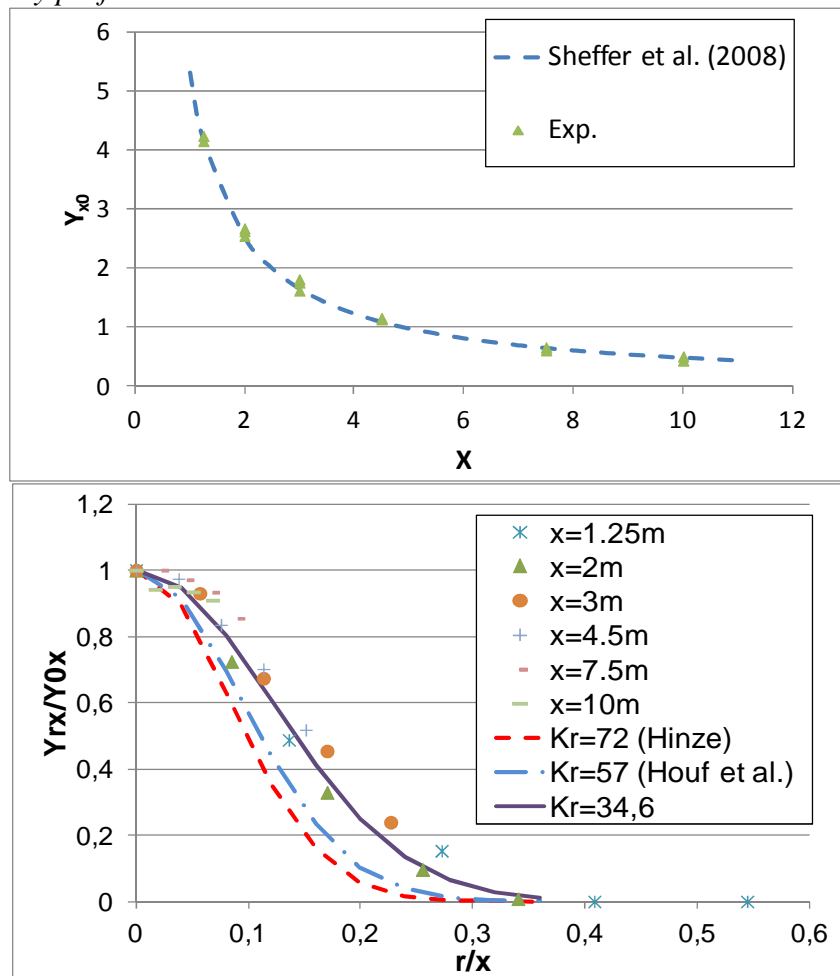 6
Sheffer et al. (2008)
5
Exp.
4
Yx0
3
2
1
0
0 2 4 6 8 10 12
X
1,2
x=1.25m
1
x=2m
x=3m
0,8
x=4.5m
Yrx/Y0x
0,6
x=7.5m
x=10m
0,4
Kr=72 (Hinze)
Kr=57 (Houf et al.)
0,2
Kr=34,6
0
0 0,1 0,2 0,3 0,4 0,5 0,6
r/x